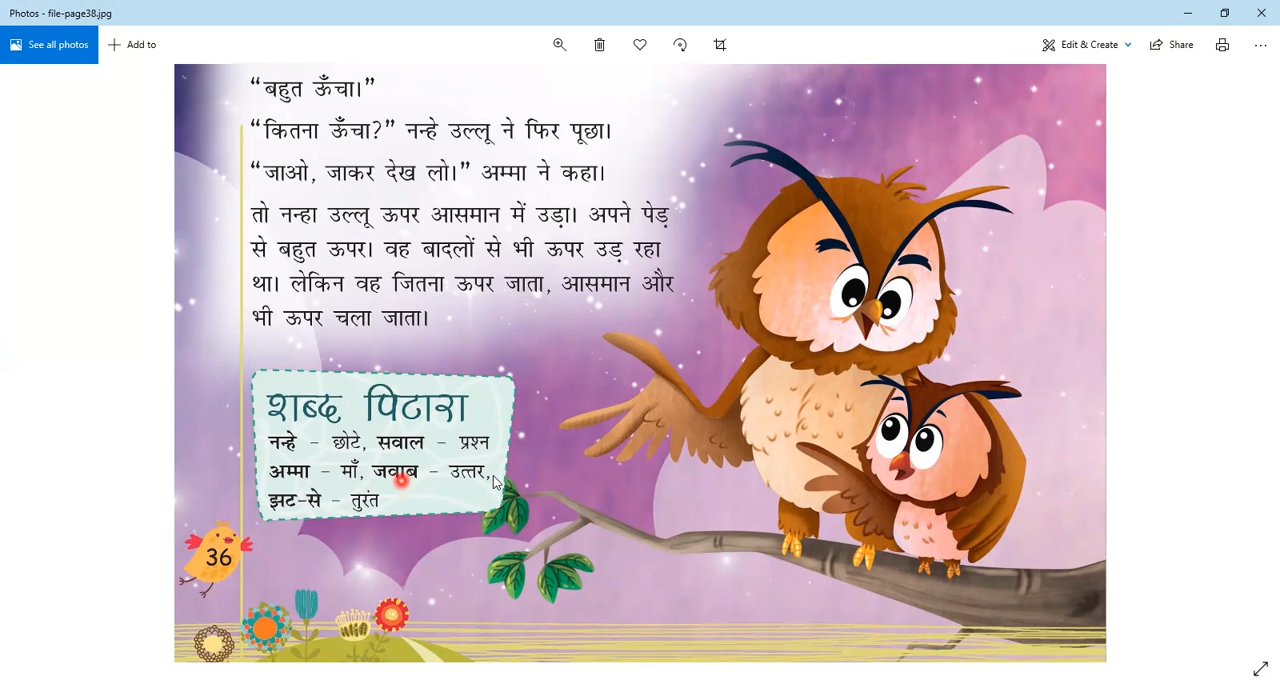 Photos - file-page38.jpg
See all photos
Add to
Edit & Create
Share
“बहुत ऊँचा।”
“कितना ऊँचा?” नन्हे उल्लू ने फिर पूछा।
“जाओ, जाकर देख लो।” अम्मा ने कहा।
तो नन्हा उल्लू ऊपर आसमान में उड़ा। अपने पेड़
से बहुत ऊपर। वह बादलों से भी ऊपर उड़ रहा
था। लेकिन वह जितना ऊपर जाता, आसमान और
भी ऊपर चला जाता।
शब्द पिटारा
नन्हे – छोटे, सवाल – प्रश्न
अम्मा – माँ, जवाब – उत्तर,
झट-से – तुरंत
36